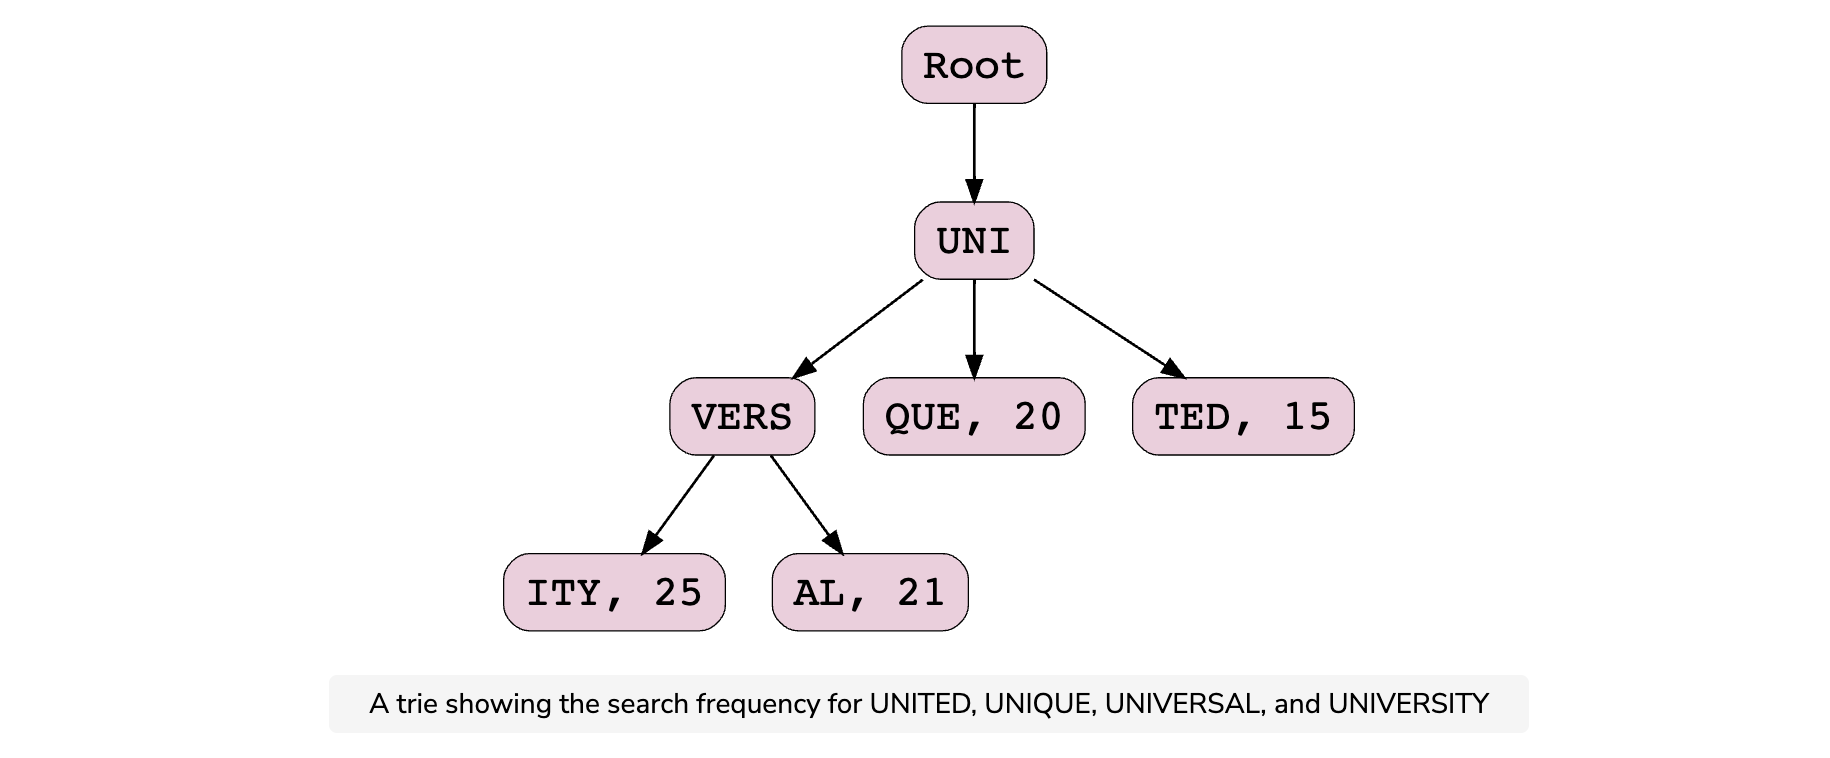 Root
UNI
VERS
QUE, 20
TED, 15
ITY, 25
AL, 21
A trie showing the search frequency for UNITED, UNIQUE, UNIVERSAL, and UNIVERSITY